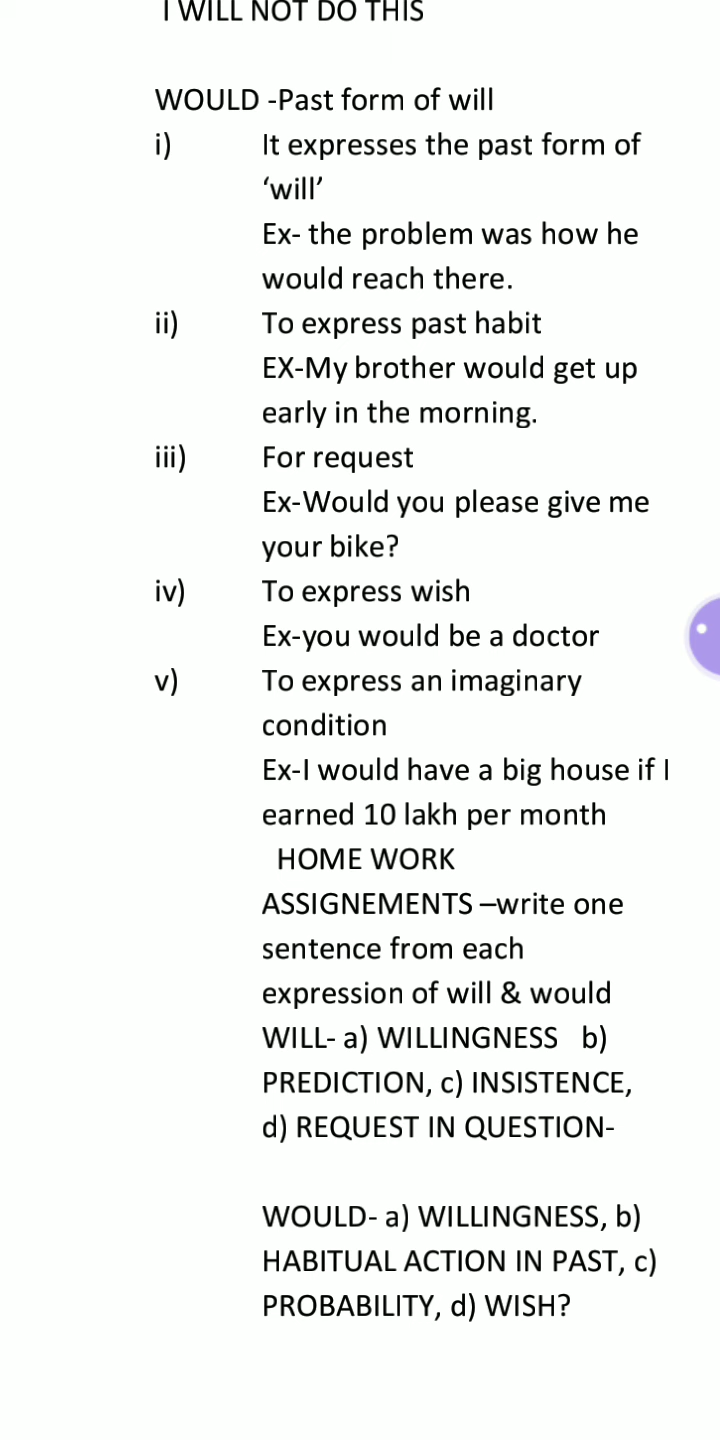 I WILL NOT DO THIS
WOULD -Past form of will
i) It expresses the past form of
‘will’
Ex- the problem was how he
would reach there.
ii) To express past habit
EX-My brother would get up
early in the morning.
iii) For request
Ex-Would you please give me
your bike?
iv) To express wish
Ex-you would be a doctor
v) To express an imaginary
condition
Ex-I would have a big house if I
earned 10 lakh per month
HOME WORK
ASSIGNEMENTS –write one
sentence from each
expression of will & would
WILL- a) WILLINGNESS b)
PREDICTION, c) INSISTENCE,
d) REQUEST IN QUESTION-
WOULD- a) WILLINGNESS, b)
HABITUAL ACTION IN PAST, c)
PROBABILITY, d) WISH?